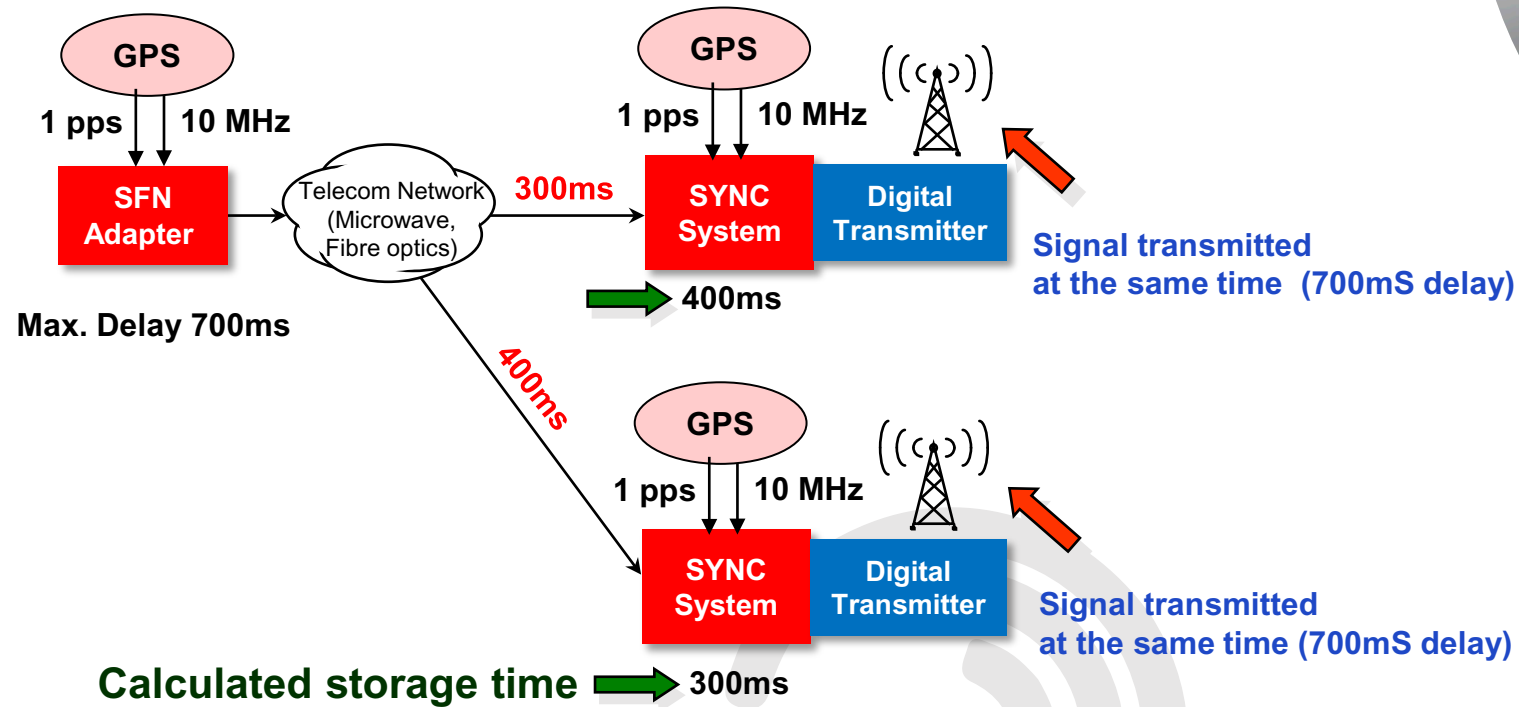 GPS
1 pps
10 MHz
SFN
Adapter
Telecom Network
(Microwave,
Fibre optics)
Max. Delay 700ms
300ms
400ms
GPS
1 pps
10 MHz
SYNC
System
Digital
Transmitter
400ms
Signal transmitted
at the same time (700mS delay)
GPS
1 pps
10 MHz
SYNC
System
Digital
Transmitter
Signal transmitted
at the same time (700mS delay)
Calculated storage time
300ms